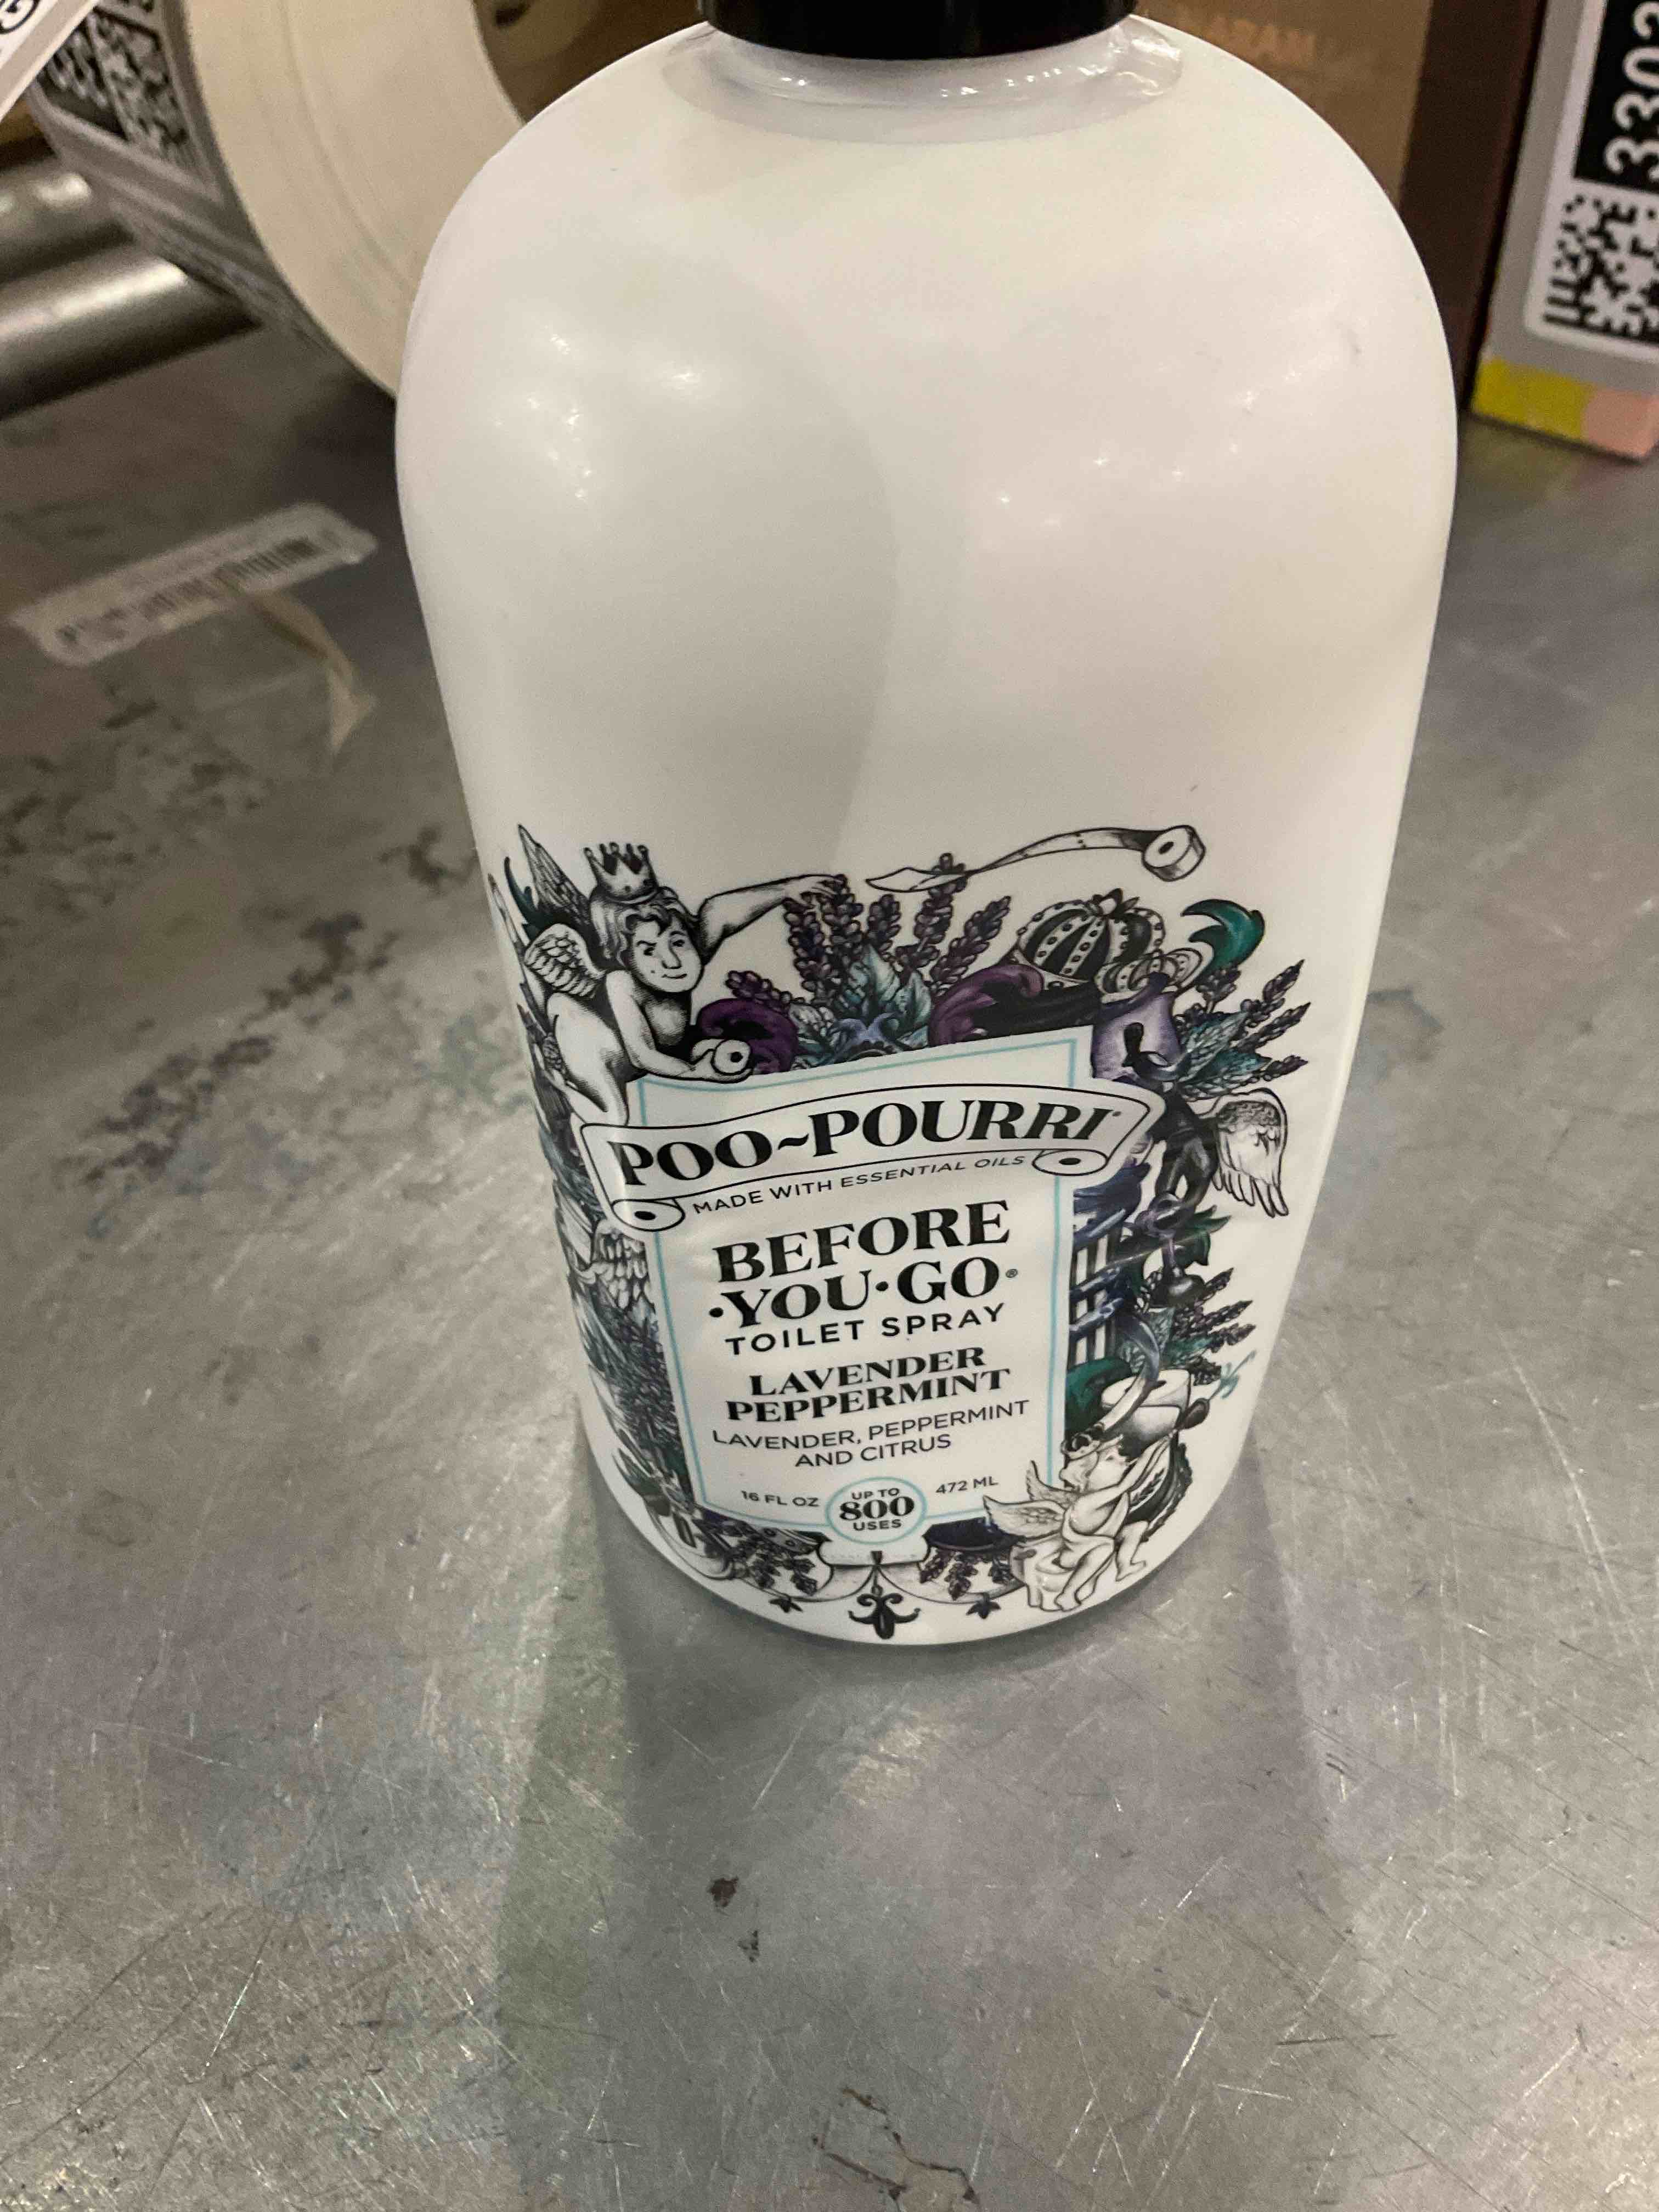 POO~POURRI®
MADE WITH ESSENTIAL OILS
BEFORE
·YOU·GO·®
TOILET SPRAY
LAVENDER
PEPPERMINT
LAVENDER, PEPPERMINT
AND CITRUS
16 FL OZ
UP TO
800
USES
472 ML
3302